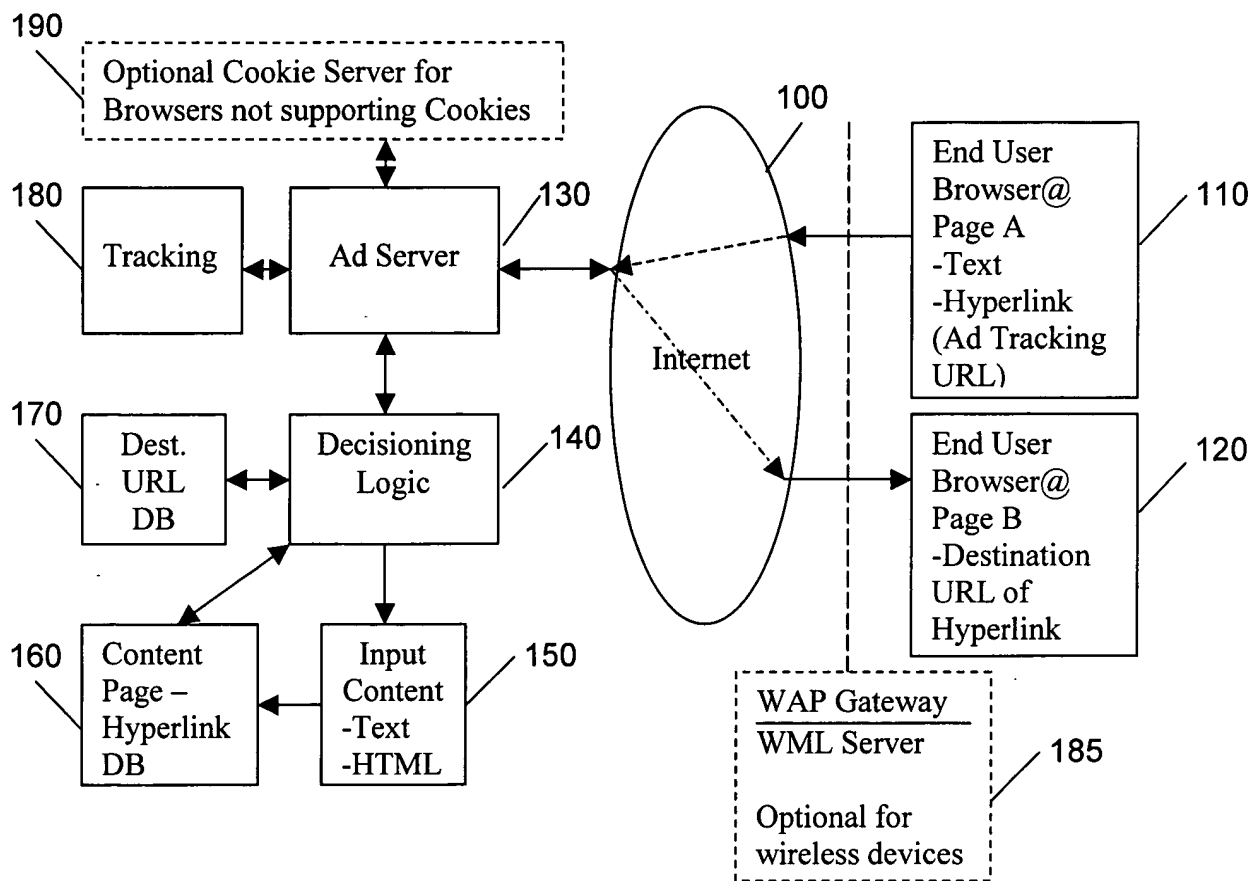 190
Optional Cookie Server for
Browsers not supporting Cookies
100
End User
Browser@
Page A
-Text
-Hyperlink
(Ad Tracking
URL)
110
180
Tracking
Ad Server
130
Internet
170
Dest.
URL
DB
Decisioning
Logic
140
End User
Browser@
Page B
-Destination
URL of
Hyperlink
120
160
Content
Page –
Hyperlink
DB
Input
Content
-Text
-HTML
150
WAP Gateway
WML Server
Optional for
wireless devices
185